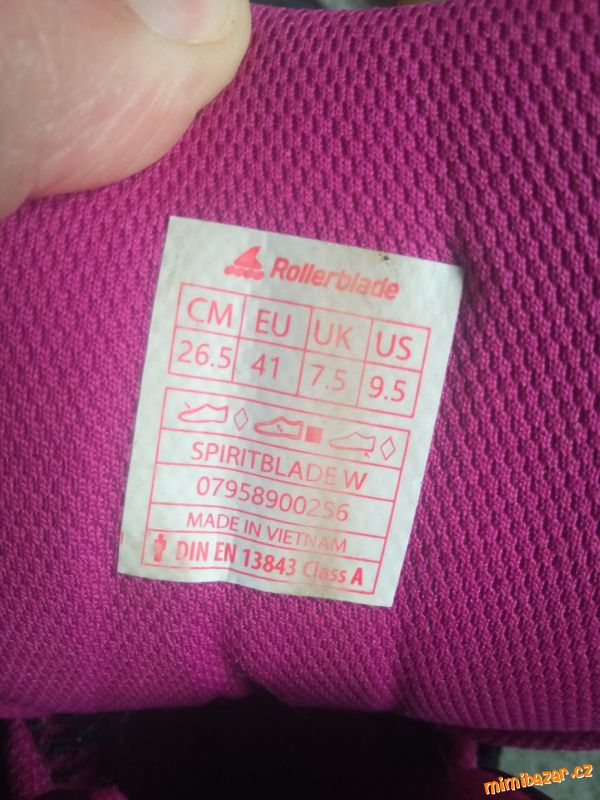 Rollerblade
CM EU UK US
26.5 41 7.5 9.5
SPIRITBLADE W
07958900256
MADE IN VIETNAM
DIN EN 13843 Class A
mimibazar.cz